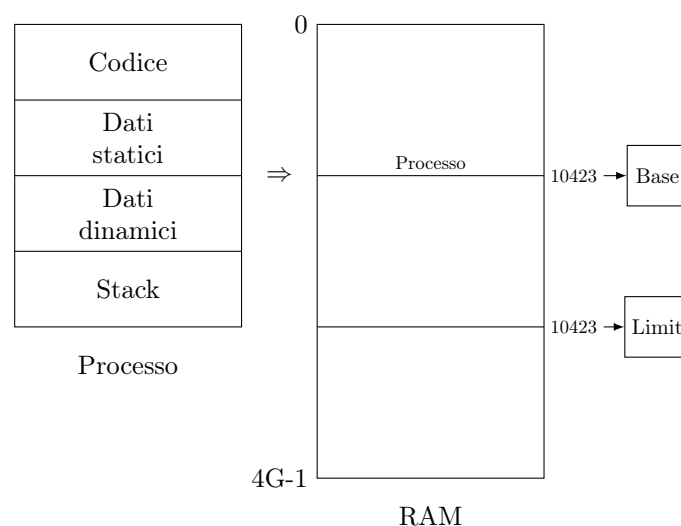 Codice
Dati
statici
Dati
dinamici
Stack
Processo
⇒
0
Processo
10423
Base
10423
Limit
4G-1
RAM